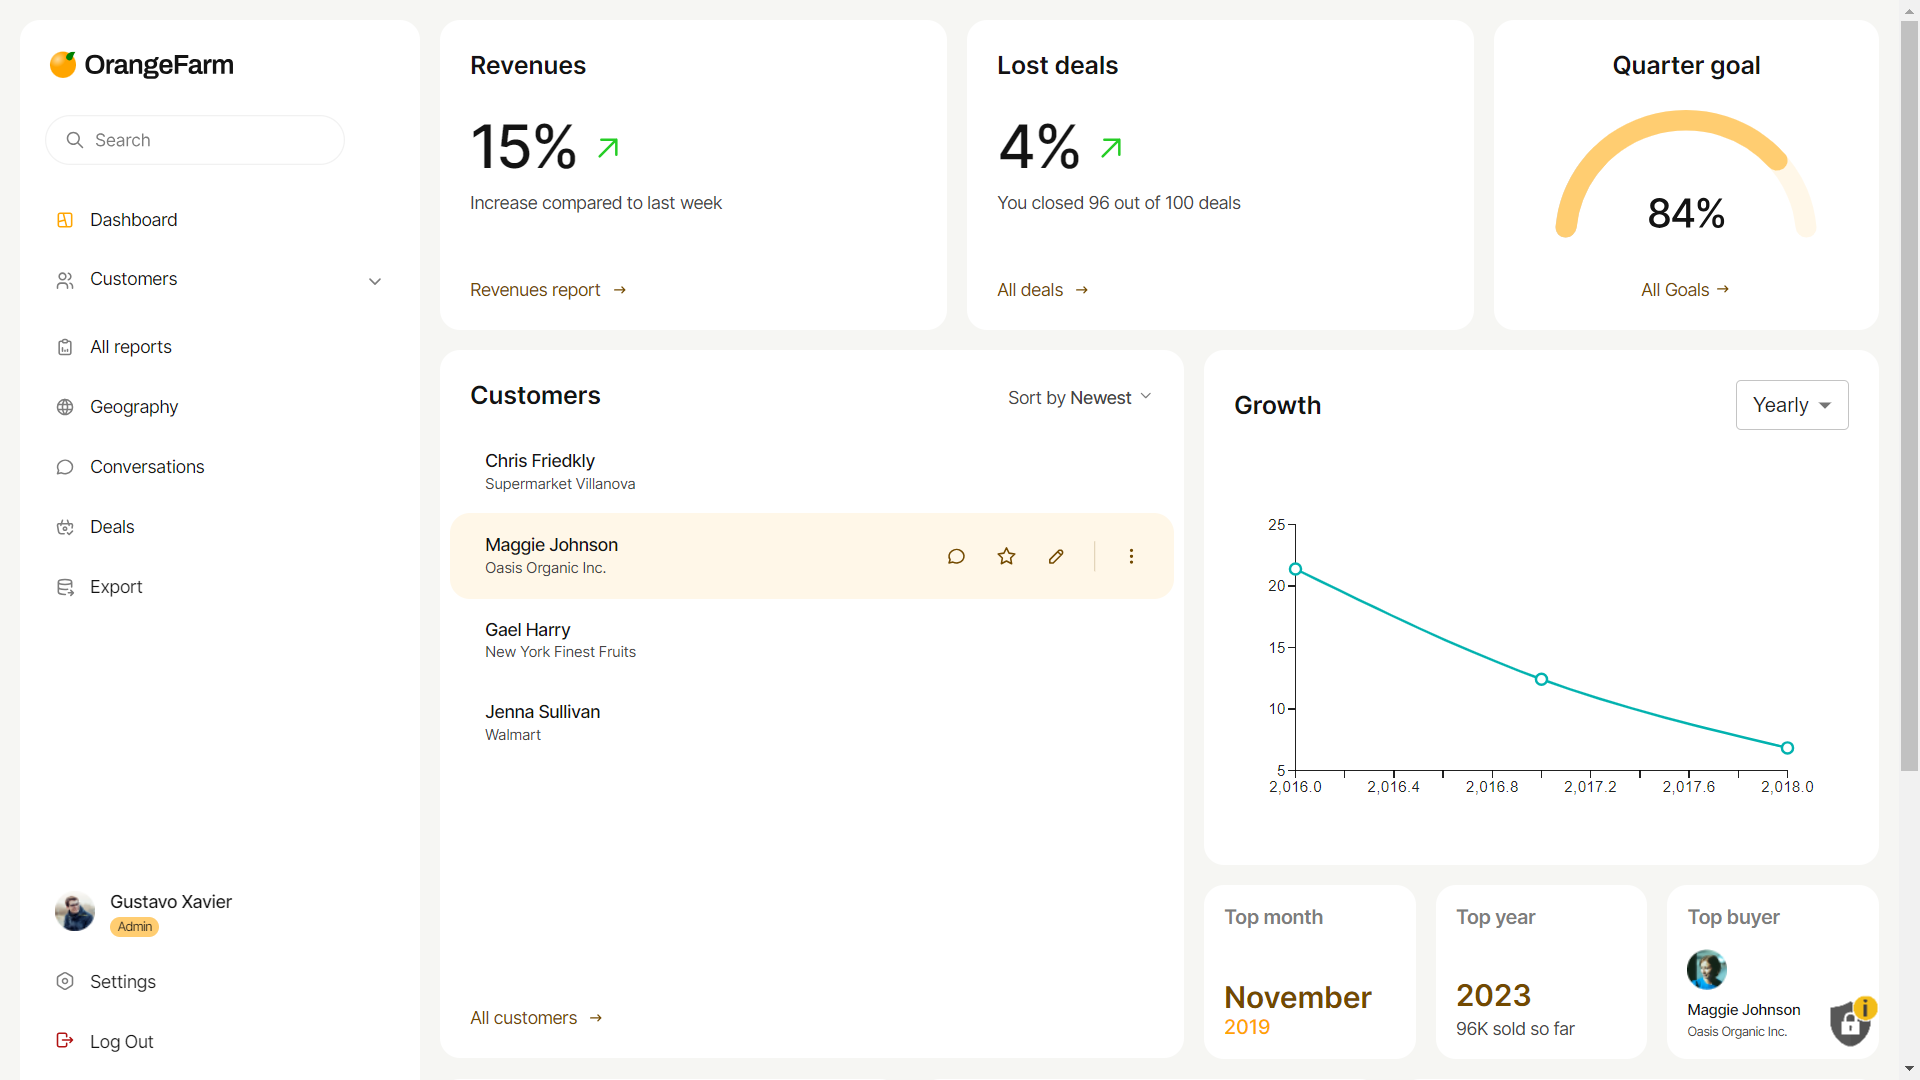 OrangeFarm
Search
Dashboard
Customers
All reports
Geography
Conversations
Deals
Export
Gustavo Xavier
Admin
Settings
Log Out
Revenues
15%
Increase compared to last week
Revenues report →
Lost deals
4%
You closed 96 out of 100 deals
All deals →
Quarter goal
84%
All Goals →
Customers
Sort by Newest
Chris Friedkly
Supermarket Villanova
Maggie Johnson
Oasis Organic Inc.
Gael Harry
New York Finest Fruits
Jenna Sullivan
Walmart
All customers →
Growth
Yearly
25
20
15
10
5
2,016.0 2,016.4 2,016.8 2,017.2 2,017.6 2,018.0
Top month
November
2019
Top year
2023
96K sold so far
Top buyer
Maggie Johnson
Oasis Organic Inc.
i